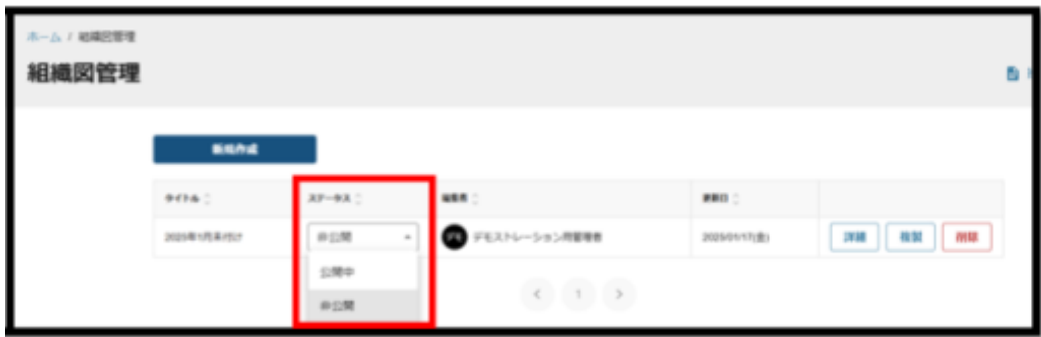 ホーム / 組織図管理
組織図管理
新規作成
タイトル
ステータス
編集者
更新日
2025年1月末付け
非公開
デモ
デモストレーション用管理者
2025/01/17(金)
詳細
複製
削除
公開中
非公開
1